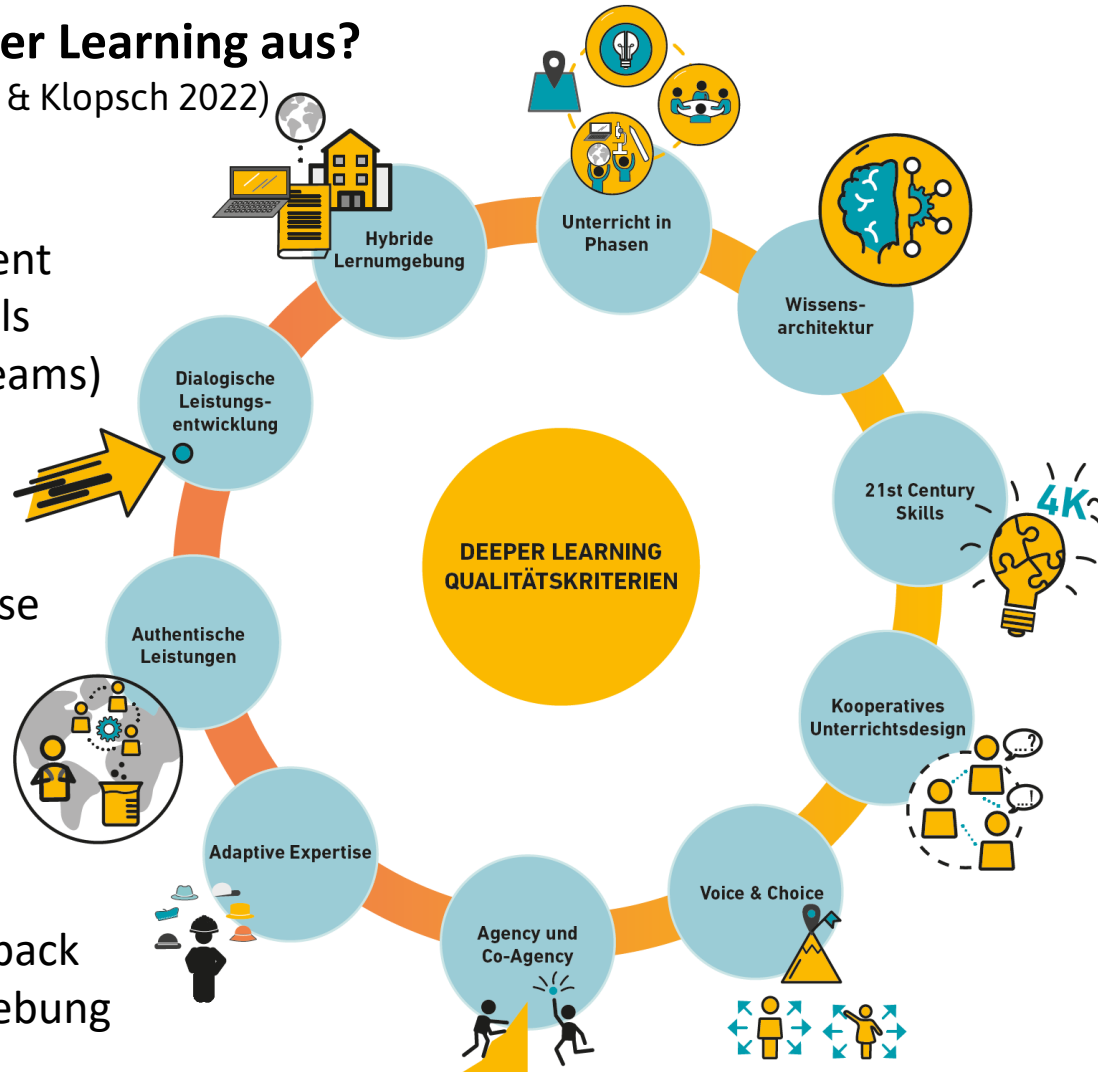 er Learning aus?
& Klopsch 2022)
ent
ls
eams)
se
back
ebung
Unterricht in
Phasen
Wissens-
architektur
21st Century
Skills
4K
Kooperatives
Unterrichtsdesign
...?
...!
Voice & Choice
Agency und
Co-Agency
Adaptive Expertise
Authentische
Leistungen
Dialogische
Leistungs-
entwicklung
Hybride
Lernumgebung
DEEPER LEARNING
QUALITÄTSKRITERIEN